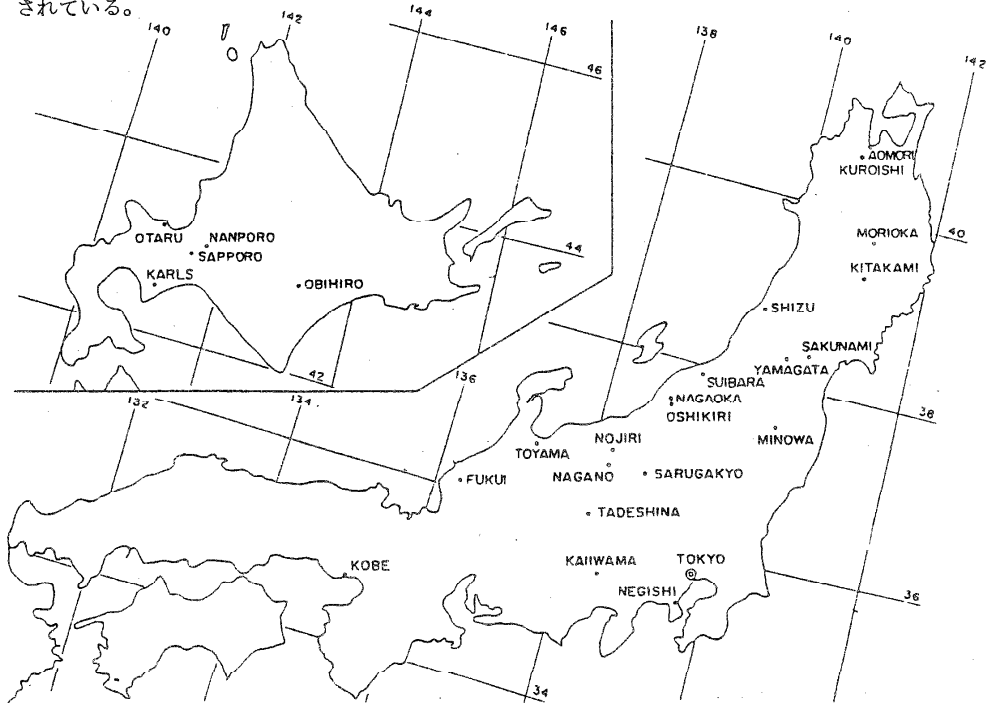 されている。
140
142
144
146
46
138
140
142
AOMORI
KUROISHI
OTARU
NANPORO
SAPPORO
44
MORIOKA
40
KARLS
OBIHIRO
KITAKAMI
SHIZU
SAKUNAMI
YAMAGATA
42
136
SUIBARA
132
134
NAGAOKA
OSHIKIRI
38
NOJIRI
MINOWA
TOYAMA
FUKUI
NAGANO
SARUGAKYO
TADESHINA
KOBE
KAIIWAMA
TOKYO
NEGISHI
36
34